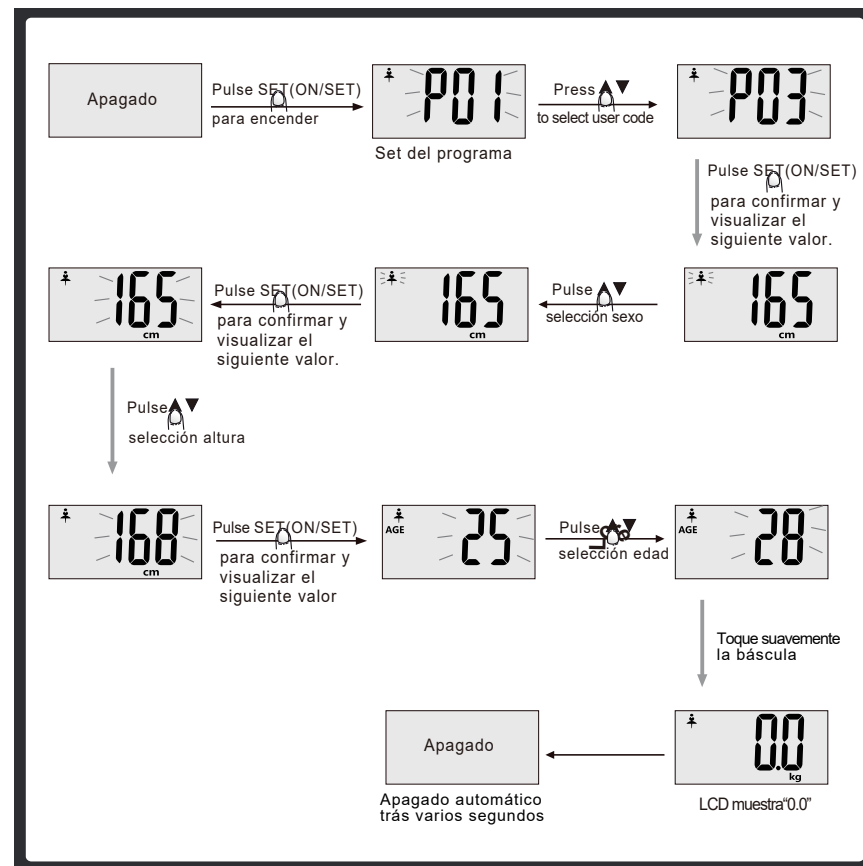 Apagado
Pulse SET(ON/SET)
para encender
P01
Set del programa
Press▲▼
to select user code
P03
Pulse SET(ON/SET)
para confirmar y
visualizar el
siguiente valor.
165
cm
Pulse ▲▼
selección sexo
165
cm
Pulse SET(ON/SET)
para confirmar y
visualizar el
siguiente valor.
165
cm
Pulse▲▼
selección altura
168
cm
Pulse SET(ON/SET)
para confirmar y
visualizar el
siguiente valor
AGE
25
Pulse ▲▼
selección edad
AGE
28
Toque suavemente
la báscula
0.0
kg
LCD muestra“0.0”
Apagado
Apagado automático
trás varios segundos